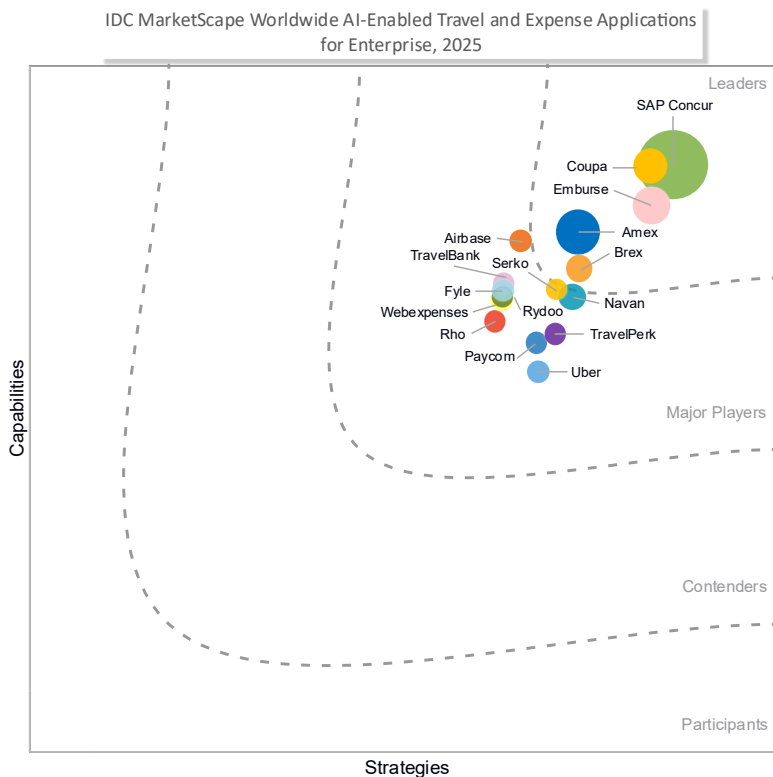 IDC MarketScape Worldwide AI-Enabled Travel and Expense Applications
for Enterprise, 2025
Leaders
SAP Concur
Coupa
Emburse
Amex
Airbase
Brex
TravelBank
Serko
Fyle
Navan
Webexpenses
Rydoo
Rho
TravelPerk
Paycom
Uber
Capabilities
Major Players
Contenders
Participants
Strategies